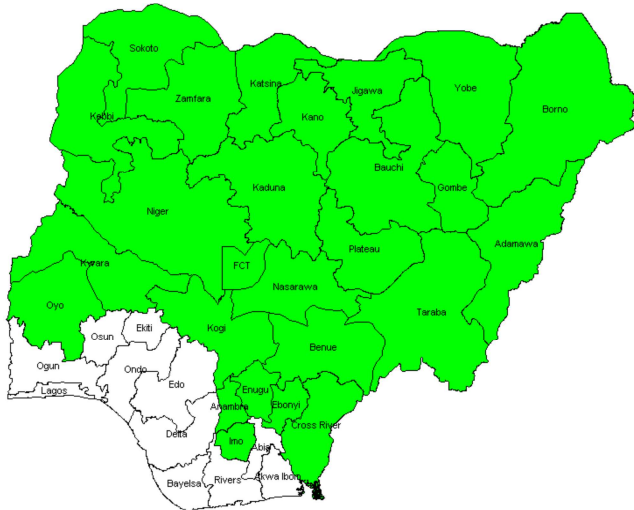 Sokoto
Katsina
Jigawa
Yobe
Zamfara
Borno
Kebbi
Kano
Bauchi
Kaduna
Gombe
Niger
Adamawa
Plateau
Kwara
FCT
Nasarawa
Oyo
Taraba
Kogi
Ekiti
Osun
Benue
Ogun
Ondo
Edo
Enugu
Lagos
Anambra
Ebonyi
Cross River
Delta
Imo
Abia
Bayelsa
Rivers
Akwa Ibom